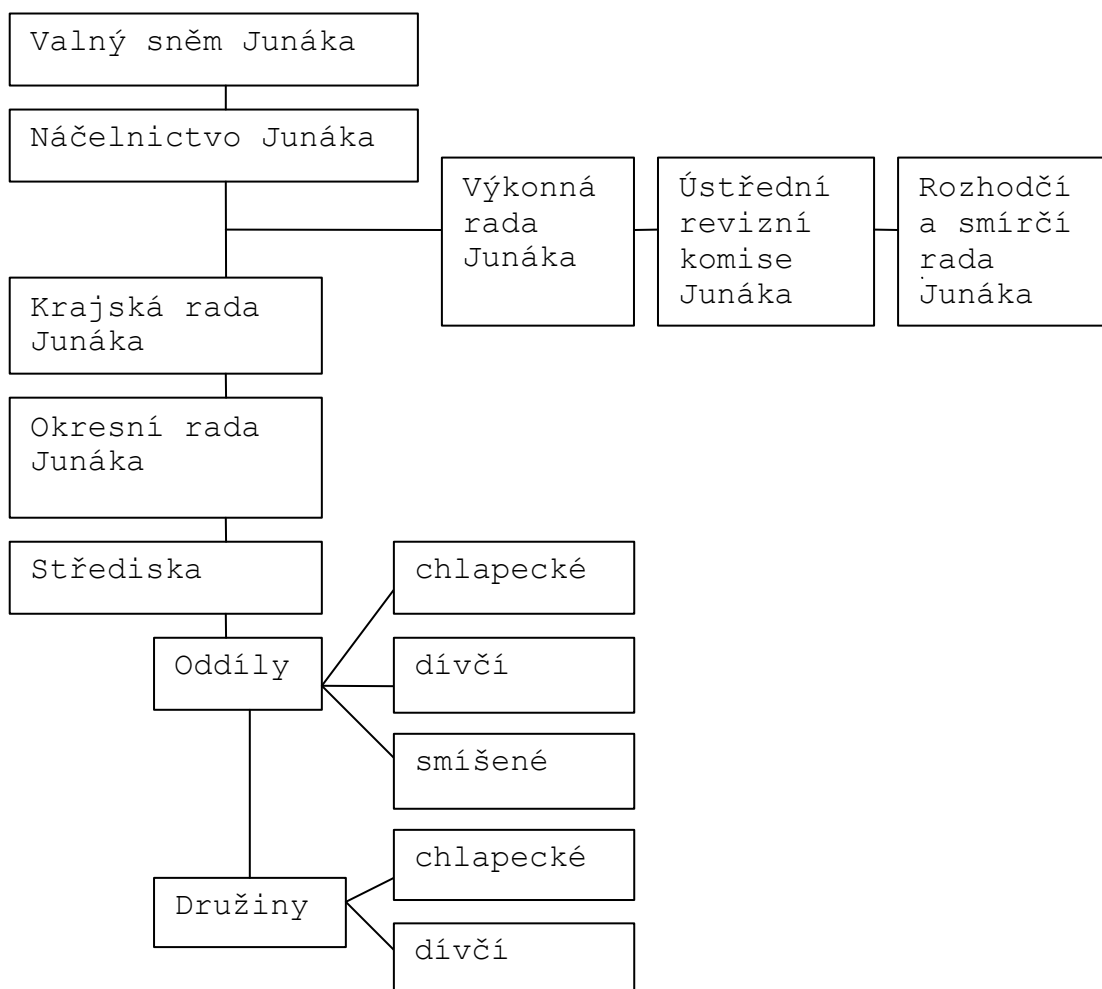 Valný sněm Junáka
Náčelnictvo Junáka
Výkonná
rada
Junáka
Ústřední
revizní
komise
Junáka
Rozhodčí
a smírčí
rada
Junáka
Krajská rada
Junáka
Okresní rada
Junáka
Střediska
chlapecké
Oddíly
dívčí
smíšené
chlapecké
Družiny
dívčí